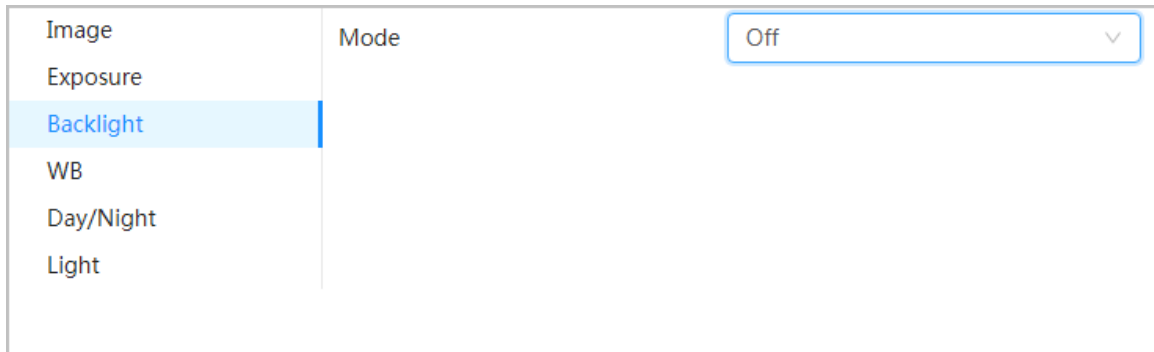 Image
Mode
Off
Exposure
Backlight
WB
Day/Night
Light